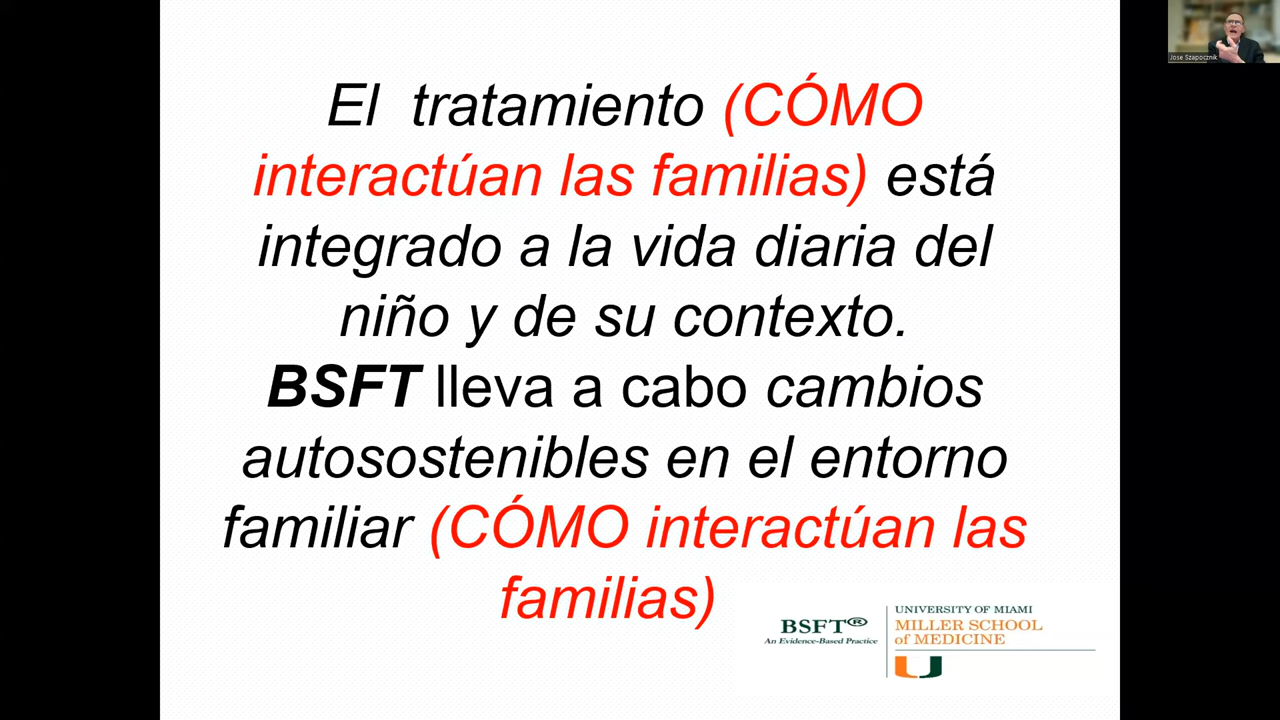 El tratamiento (CÓMO
interactúan las familias) está
integrado a la vida diaria del
niño y de su contexto.
BSFT lleva a cabo cambios
autosostenibles en el entorno
familiar (CÓMO interactúan las
familias)
BSFT®
An Evidence-Based Practice
UNIVERSITY OF MIAMI
MILLER SCHOOL
of MEDICINE
Jose Szapocznik